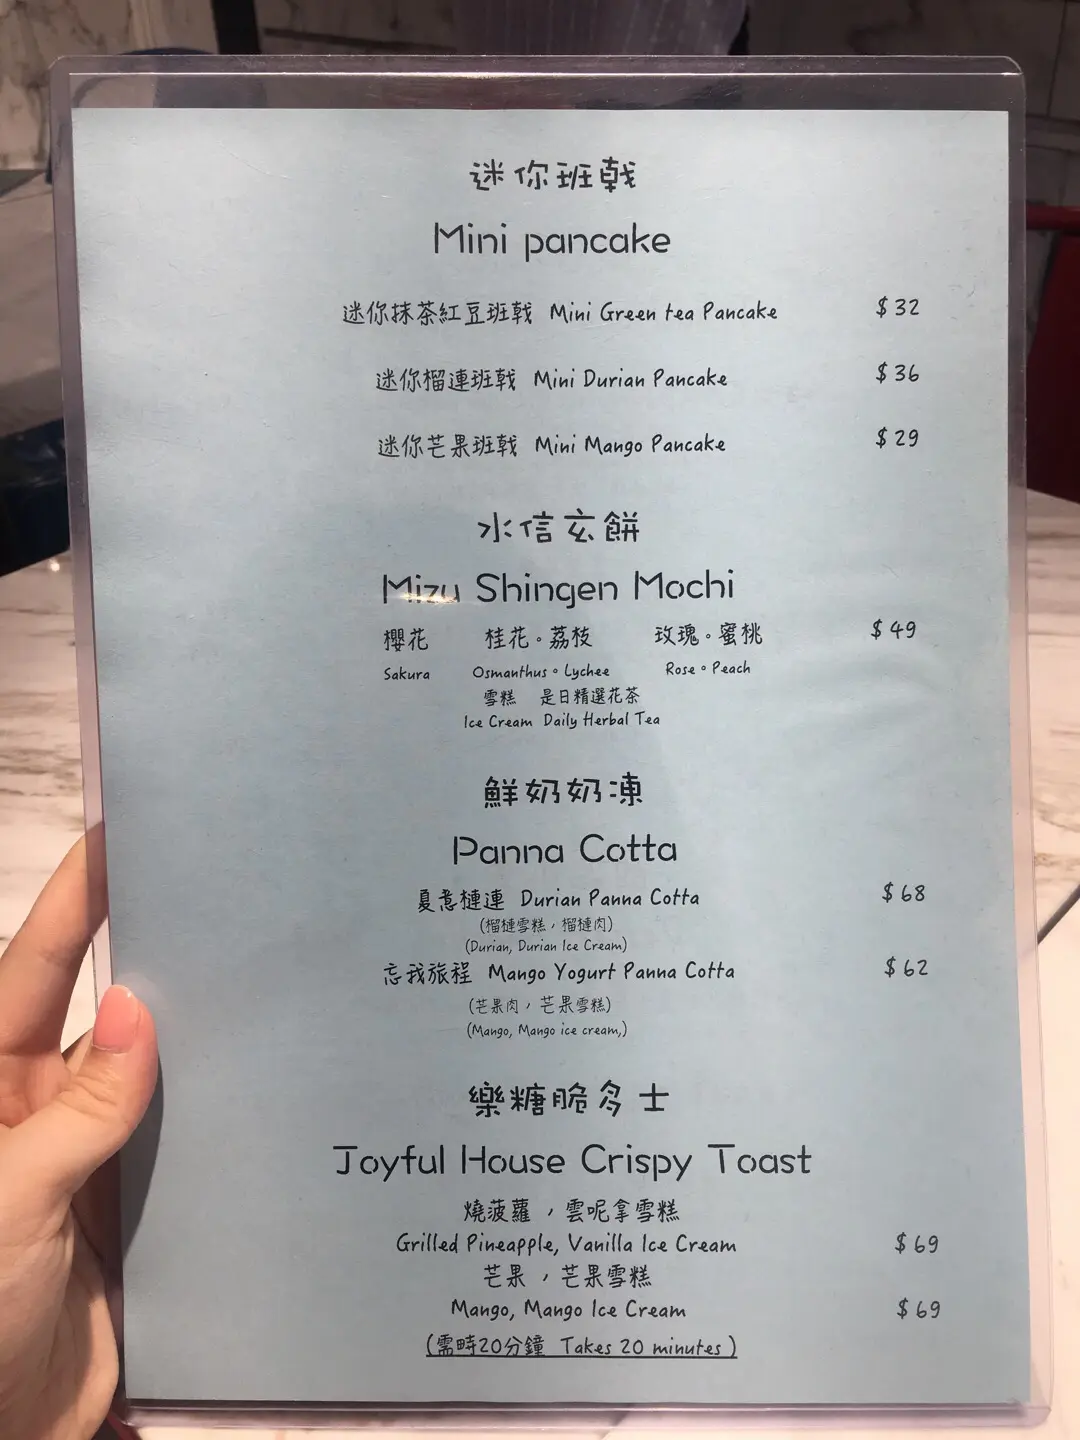 迷你班戟
Mini pancake
迷你抹茶紅豆班戟 Mini Green tea Pancake $32
迷你榴連班戟 Mini Durian Pancake $36
迷你芒果班戟 Mini Mango Pancake $29
水信玄餅
Mizu Shingen Mochi
櫻花 桂花。荔枝 玫瑰。蜜桃 $49
Sakura Osmanthus。Lychee Rose。Peach
雪糕 是日精選花茶
Ice Cream Daily Herbal Tea
鮮奶奶凍
Panna Cotta
夏意槤連 Durian Panna Cotta $68
(榴槤雪糕，榴槤肉)
(Durian, Durian Ice Cream)
忘我旅程 Mango Yogurt Panna Cotta $62
(芒果肉，芒果雪糕)
(Mango, Mango ice cream,)
樂糖脆多士
Joyful House Crispy Toast
燒菠蘿，雲呢拿雪糕
Grilled Pineapple, Vanilla Ice Cream $69
芒果，芒果雪糕
Mango, Mango Ice Cream $69
(需時20分鐘 Takes 20 minutes)